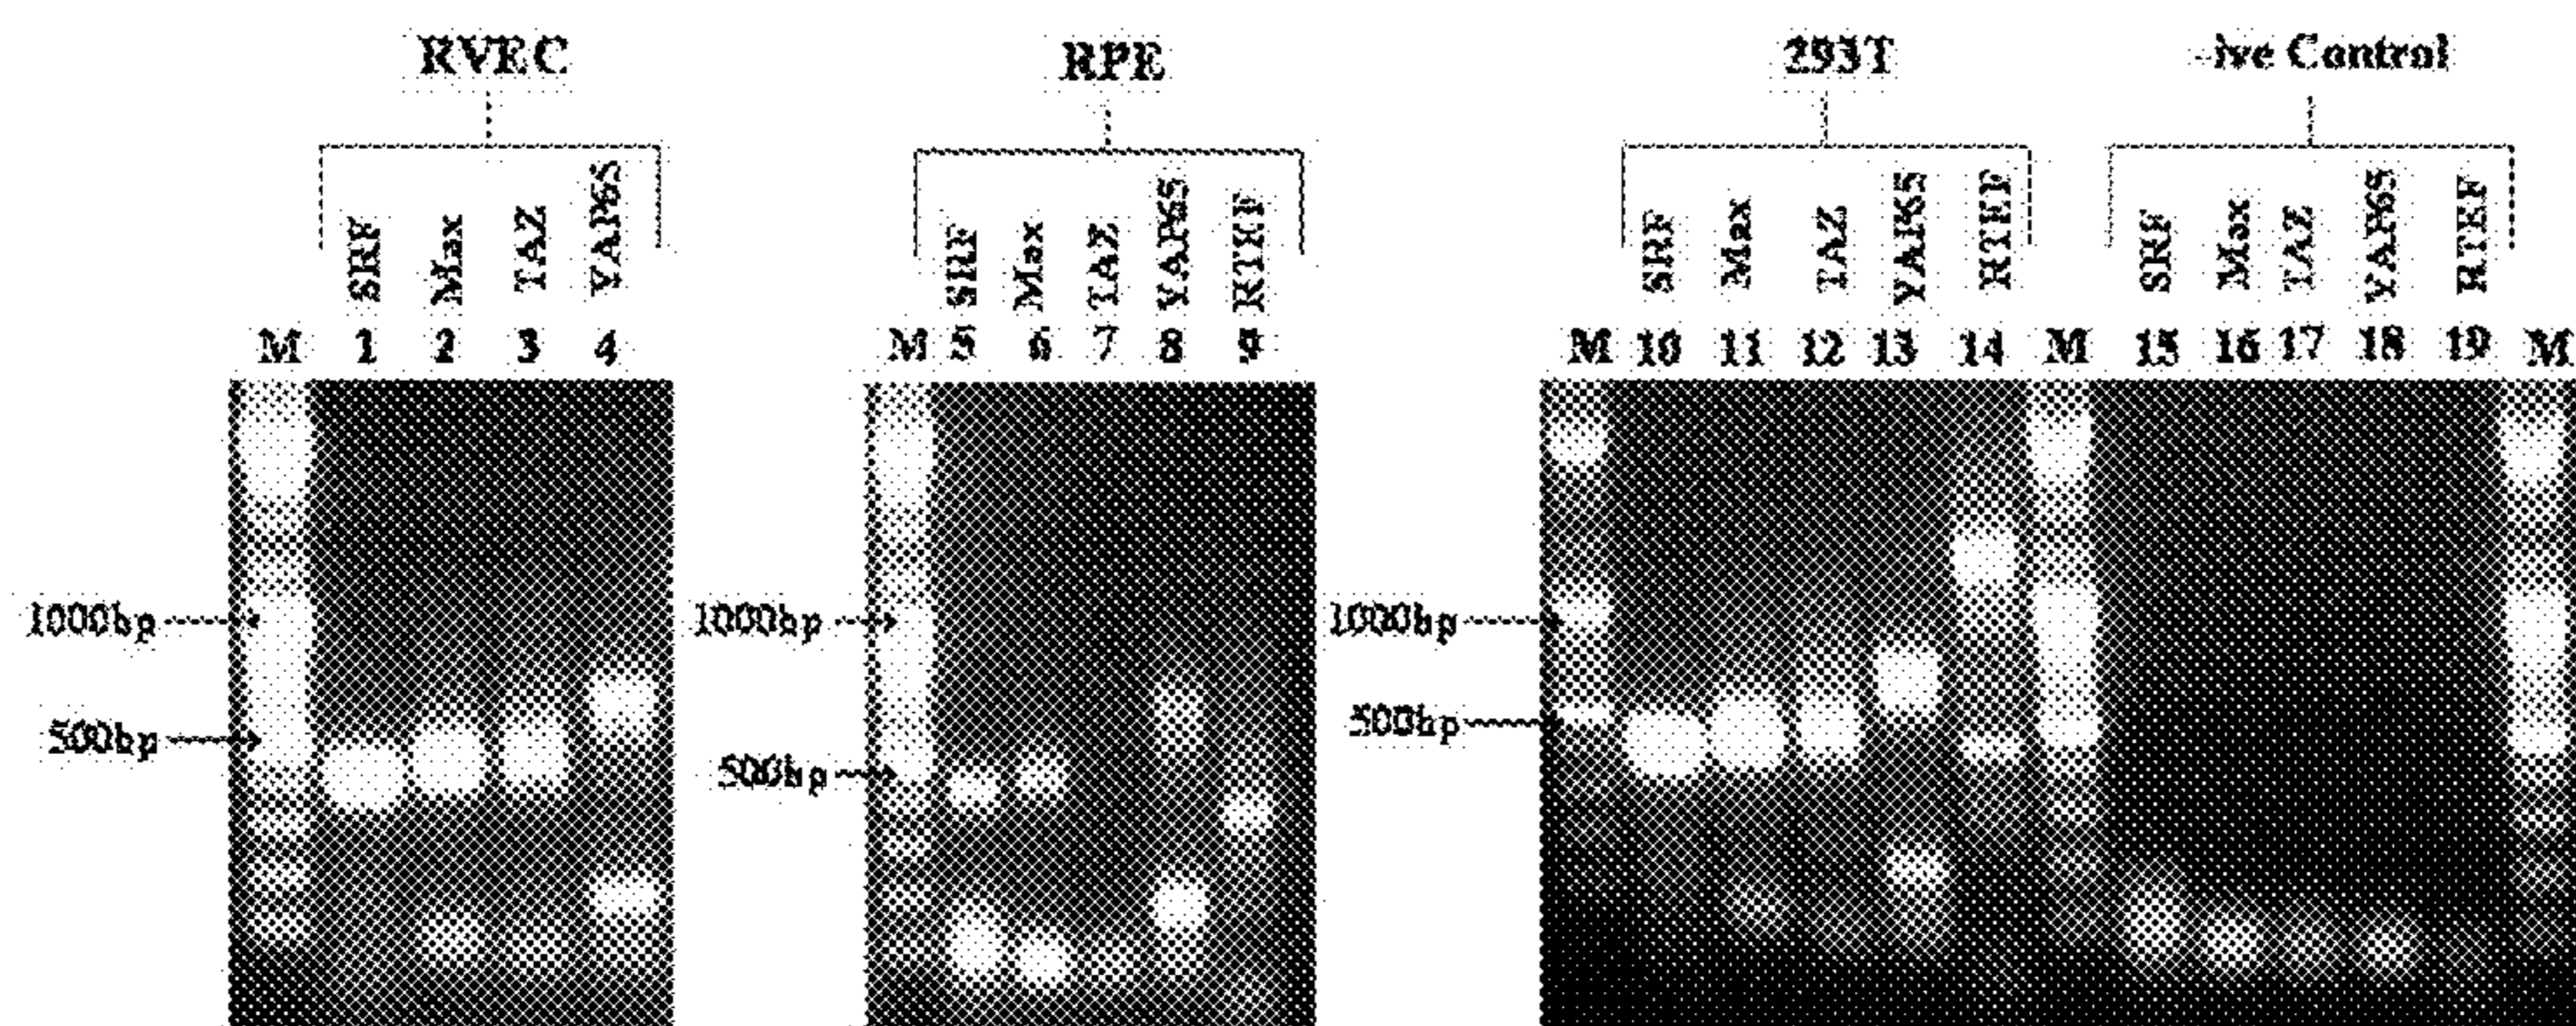 RVEC RPE 293T -ive Control
SRF Max TAZ YAP65 SRF Max TAZ YAP65 RTEF SRF Max TAZ YAP65 RTEF SRF Max TAZ YAP65 RTEF
M 1 2 3 4 M 5 6 7 8 9 M 10 11 12 13 14 M 15 16 17 18 19 M
1000bp 1000bp 1000bp
500bp 500bp 500bp